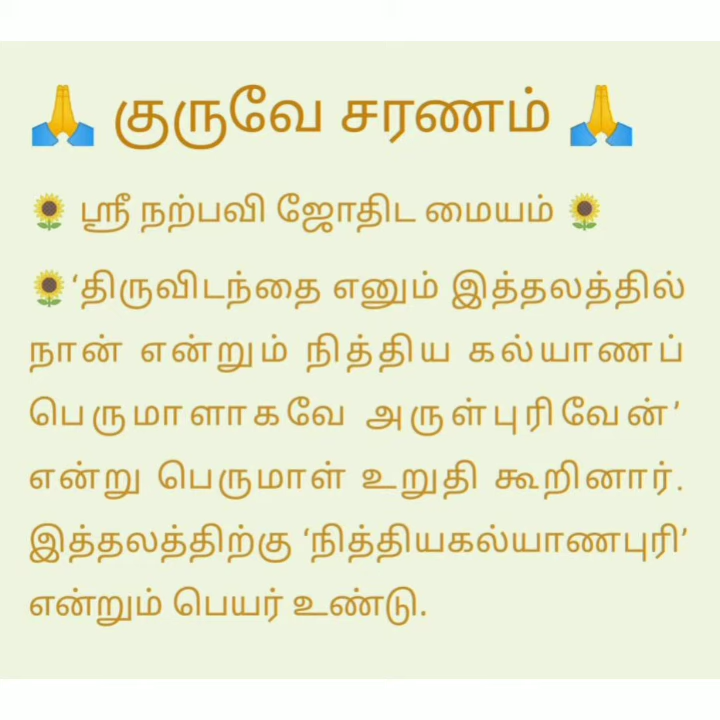 🙏 குருவே சரணம் 🙏
🌻 ஸ்ரீ நற்பவி ஜோதிட மையம் 🌻
🌻‘திருவிடந்தை எனும் இத்தலத்தில்
நான் என்றும் நித்திய கல்யாணப்
பெருமாளாகவே அருள்புரிவேன்’
என்று பெருமாள் உறுதி கூறினார்.
இத்தலத்திற்கு ‘நித்தியகல்யாணபுரி’
என்றும் பெயர் உண்டு.